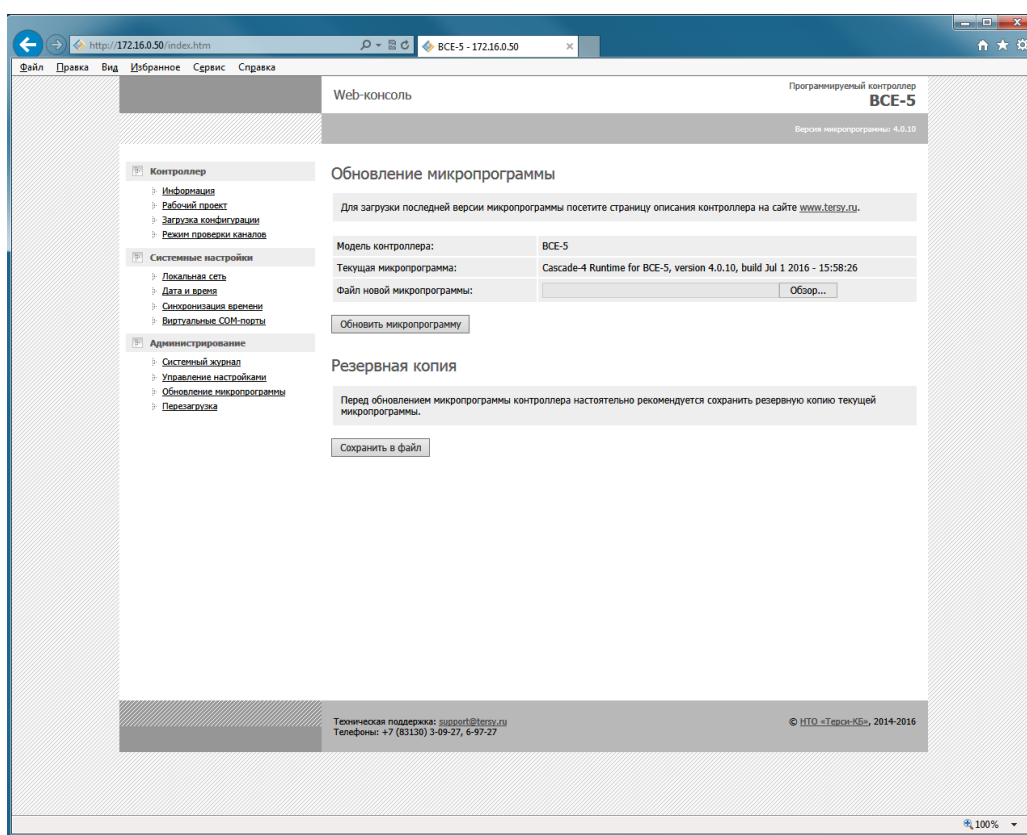 http://172.16.0.50/index.htm
BCE-5 - 172.16.0.50
Файл Правка Вид Избранное Сервис Справка
Web-консоль
Программируемый контроллер
BCE-5
Версия микропрограммы: 4.0.10
Контроллер
Информация
Рабочий проект
Загрузка конфигурации
Режим проверки каналов
Системные настройки
Локальная сеть
Дата и время
Синхронизация времени
Виртуальные COM-порты
Администрирование
Системный журнал
Управление настройками
Обновление микропрограммы
Перезагрузка
Обновление микропрограммы
Для загрузки последней версии микропрограммы посетите страницу описания контроллера на сайте www.tersy.ru.
Модель контроллера: BCE-5
Текущая микропрограмма: Cascade-4 Runtime for BCE-5, version 4.0.10, build Jul 1 2016 - 15:58:26
Файл новой микропрограммы: Обзор...
Обновить микропрограмму
Резервная копия
Перед обновлением микропрограммы контроллера настоятельно рекомендуется сохранить резервную копию текущей
микропрограммы.
Сохранить в файл
Техническая поддержка: support@tersy.ru
Телефоны: +7 (83130) 3-09-27, 6-97-27
© НТО «Терси-КБ», 2014-2016
100%